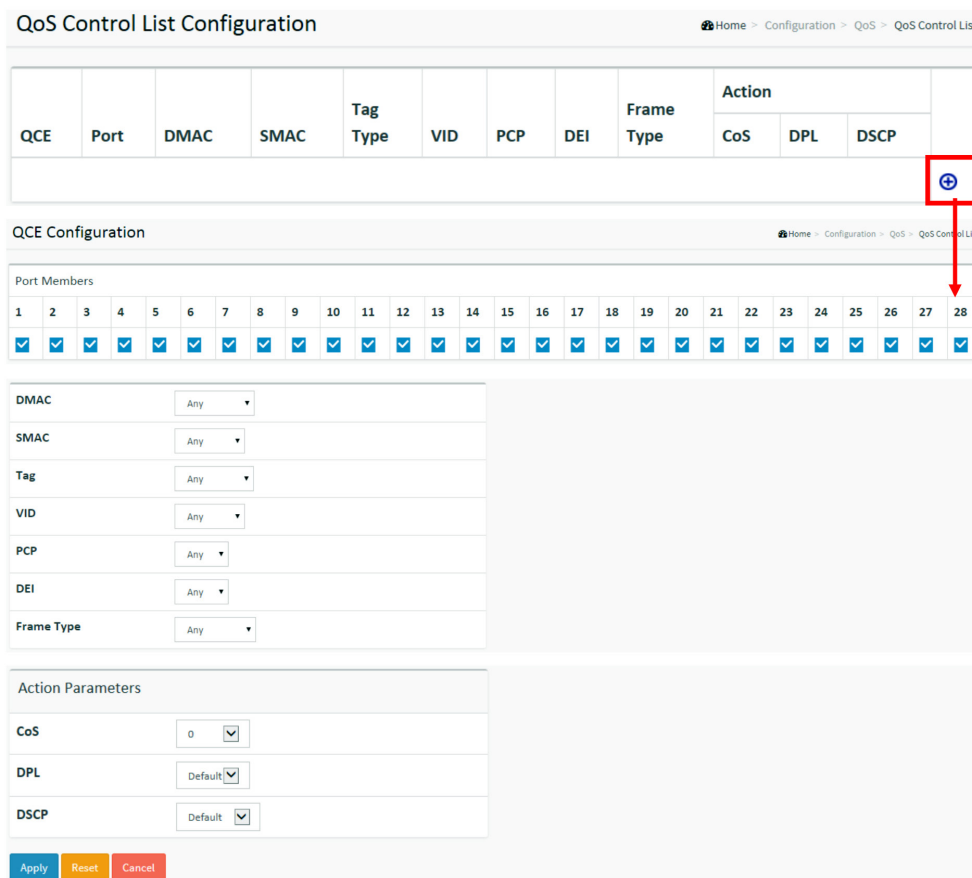 QoS Control List Configuration
Home > Configuration > QoS > QoS Control Lis
QCE Port DMAC SMAC Tag Type VID PCP DEI Frame Type Action
CoS DPL DSCP
QCE Configuration
Home > Configuration > QoS > QoS Control Li
Port Members
1 2 3 4 5 6 7 8 9 10 11 12 13 14 15 16 17 18 19 20 21 22 23 24 25 26 27 28
DMAC Any
SMAC Any
Tag Any
VID Any
PCP Any
DEI Any
Frame Type Any
Action Parameters
CoS 0
DPL Default
DSCP Default
Apply Reset Cancel